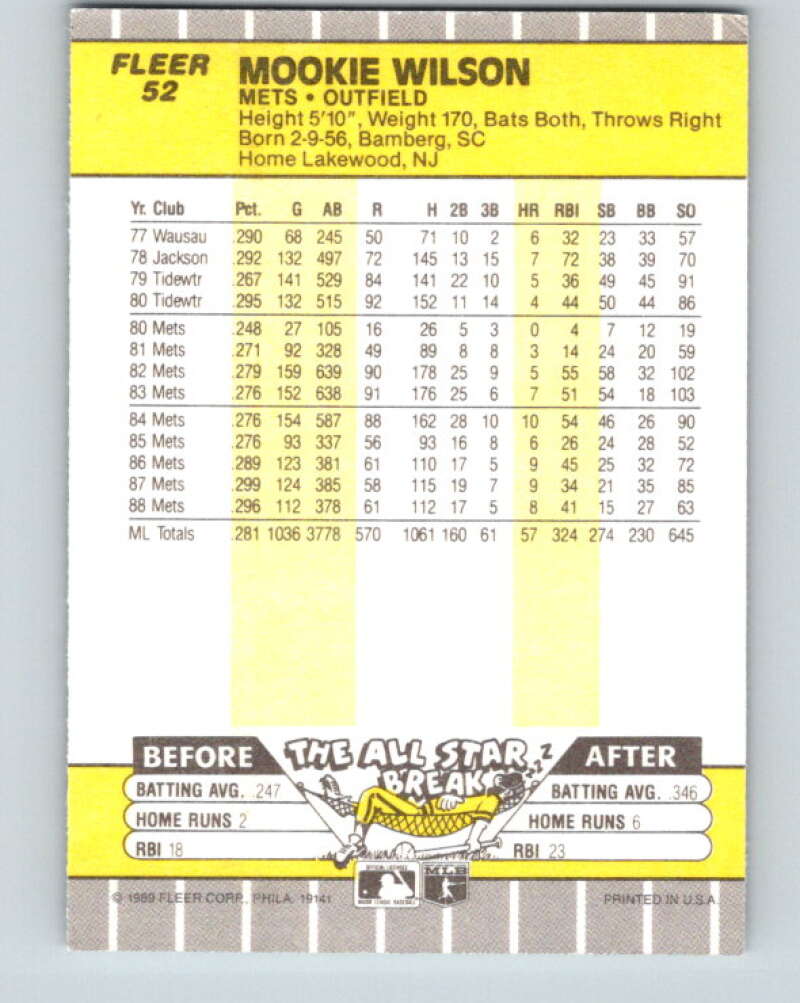 FLEER
52
MOOKIE WILSON
METS • OUTFIELD
Height 5'10", Weight 170, Bats Both, Throws Right
Born 2-9-56, Bamberg, SC
Home Lakewood, NJ
Yr. Club Pct. G AB R H 2B 3B HR RBI SB BB SO
77 Wausau .290 68 245 50 71 10 2 6 32 23 33 57
78 Jackson .292 132 497 72 145 13 15 7 72 38 39 70
79 Tidewtr .267 141 529 84 141 22 10 5 36 49 45 91
80 Tidewtr .295 132 515 92 152 11 14 4 44 50 44 86
80 Mets .248 27 105 16 26 5 3 0 4 7 12 19
81 Mets .271 92 328 49 89 8 8 3 14 24 20 59
82 Mets .279 159 639 90 178 25 9 5 55 58 32 102
83 Mets .276 152 638 91 176 25 6 7 51 54 18 103
84 Mets .276 154 587 88 162 28 10 10 54 46 26 90
85 Mets .276 93 337 56 93 16 8 6 26 24 28 52
86 Mets .289 123 381 61 110 17 5 9 45 25 32 72
87 Mets .299 124 385 58 115 19 7 9 34 21 35 85
88 Mets .296 112 378 61 112 17 5 8 41 15 27 63
ML Totals .281 1036 3778 570 1061 160 61 57 324 274 230 645
BEFORE THE ALL STAR BREAK zzz AFTER
BATTING AVG. .247 BATTING AVG. .346
HOME RUNS 2 HOME RUNS 6
RBI 18 RBI 23
OFFICIAL LICENSEE
MAJOR LEAGUE BASEBALL
MLB
© 1989 FLEER CORP., PHILA. 19141 PRINTED IN U.S.A.